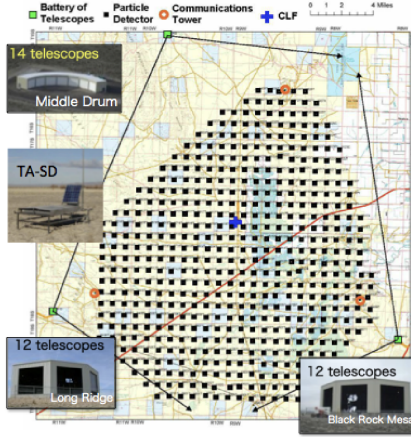 Battery of Telescopes
Particle Detector
Communications Tower
CLF
0 2 4 Miles
14 telescopes
Middle Drum
TA-SD
12 telescopes
Long Ridge
12 telescopes
Black Rock Mesa